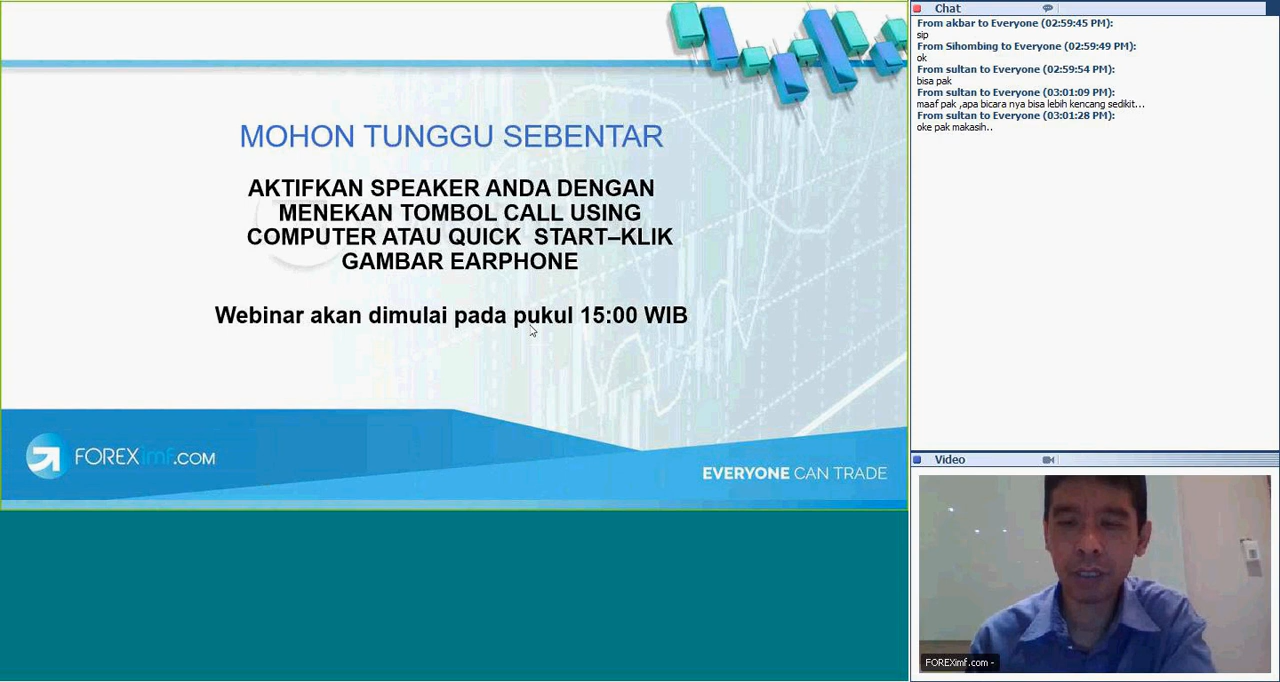 MOHON TUNGGU SEBENTAR
AKTIFKAN SPEAKER ANDA DENGAN
MENEKAN TOMBOL CALL USING
COMPUTER ATAU QUICK START–KLIK
GAMBAR EARPHONE
Webinar akan dimulai pada pukul 15:00 WIB
FOREXimf.COM
EVERYONE CAN TRADE
Chat
From akbar to Everyone (02:59:45 PM):
sip
From Sihombing to Everyone (02:59:49 PM):
ok
From sultan to Everyone (02:59:54 PM):
bisa pak
From sultan to Everyone (03:01:09 PM):
maaf pak ,apa bicara nya bisa lebih kencang sedikit...
From sultan to Everyone (03:01:28 PM):
oke pak makasih..
Video
FOREXimf.com -